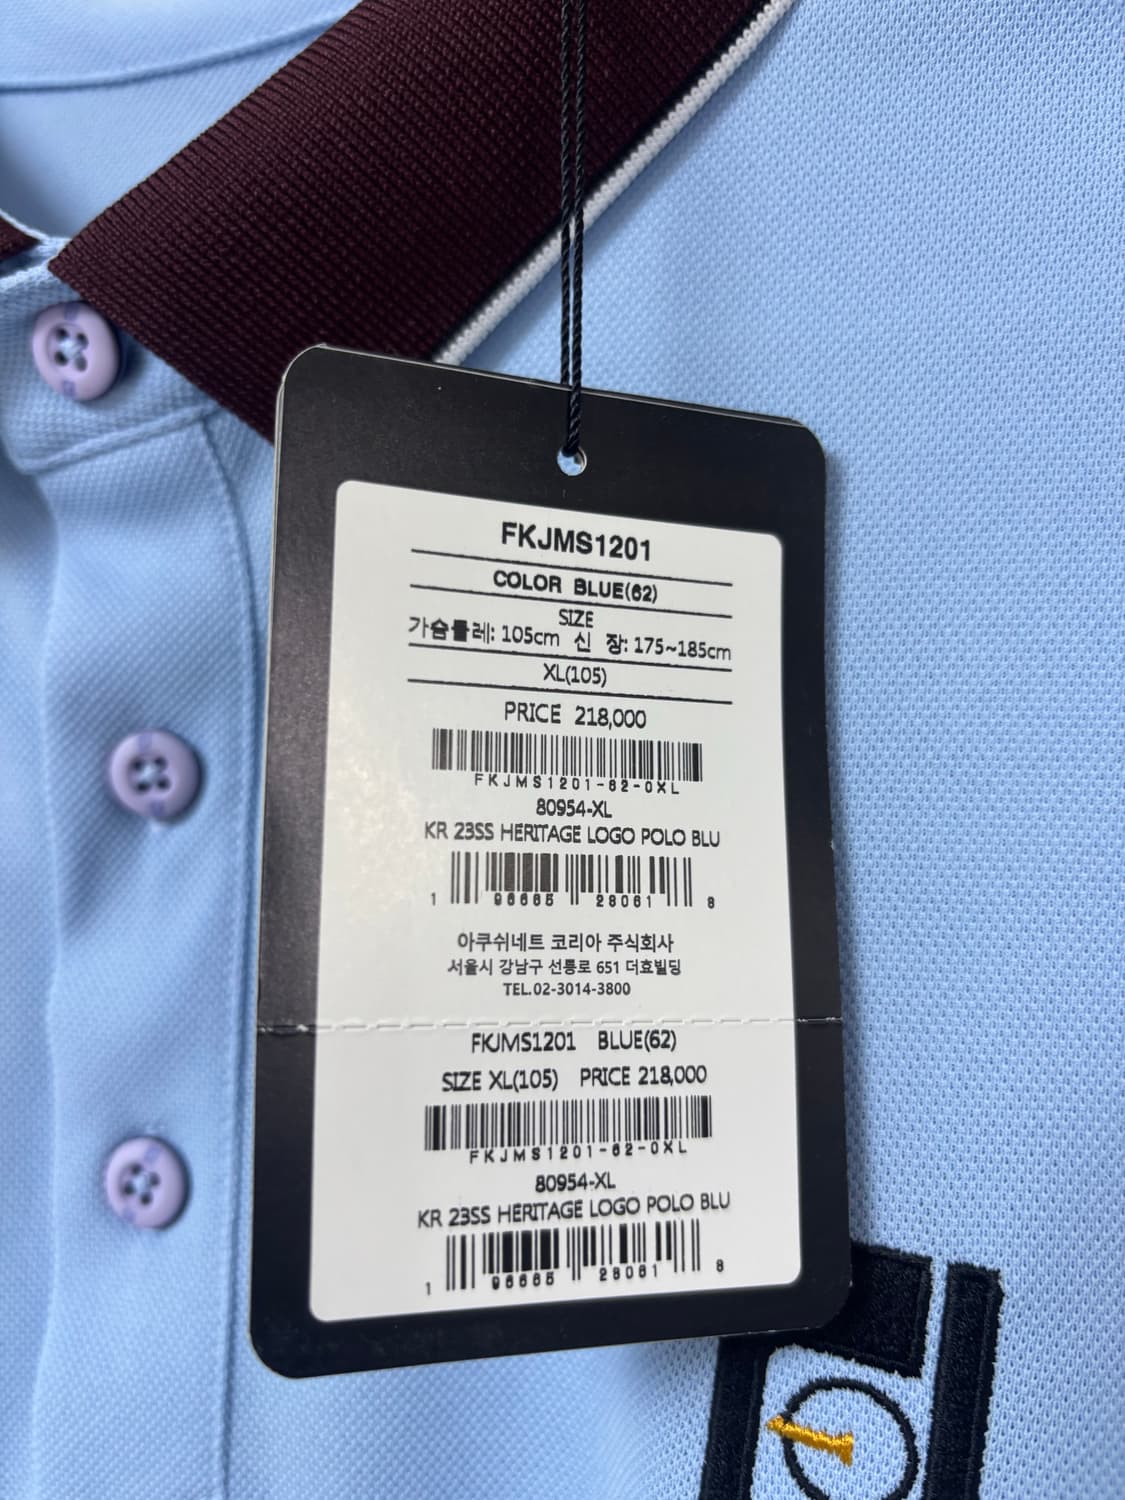 FKJMS1201
COLOR BLUE(62)
SIZE
가슴둘레: 105cm 신 장: 175~185cm
XL(105)
PRICE 218,000
FKJMS1201-62-0XL
80954-XL
KR 23SS HERITAGE LOGO POLO BLU
1 96665 28061 8
아쿠쉬네트 코리아 주식회사
서울시 강남구 선릉로 651 더효빌딩
TEL.02-3014-3800
FKJMS1201 BLUE(62)
SIZE XL(105) PRICE 218,000
FKJMS1201-62-0XL
80954-XL
KR 23SS HERITAGE LOGO POLO BLU
1 96665 28061 8